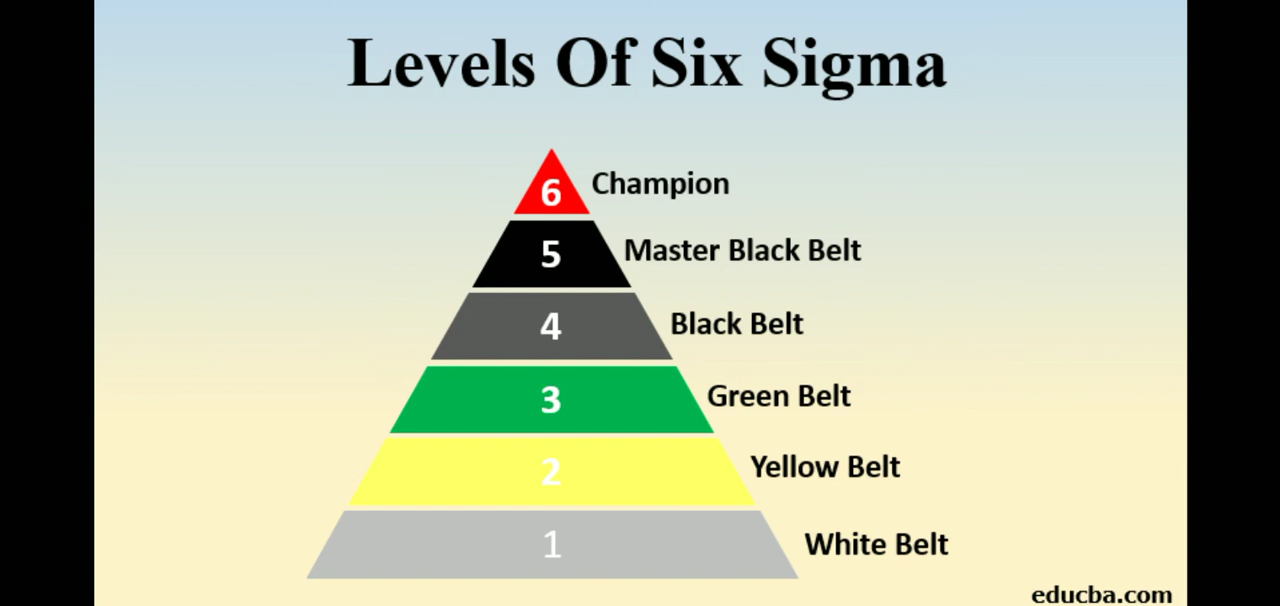 Levels Of Six Sigma
6 Champion
5 Master Black Belt
4 Black Belt
3 Green Belt
2 Yellow Belt
1 White Belt
educba.com